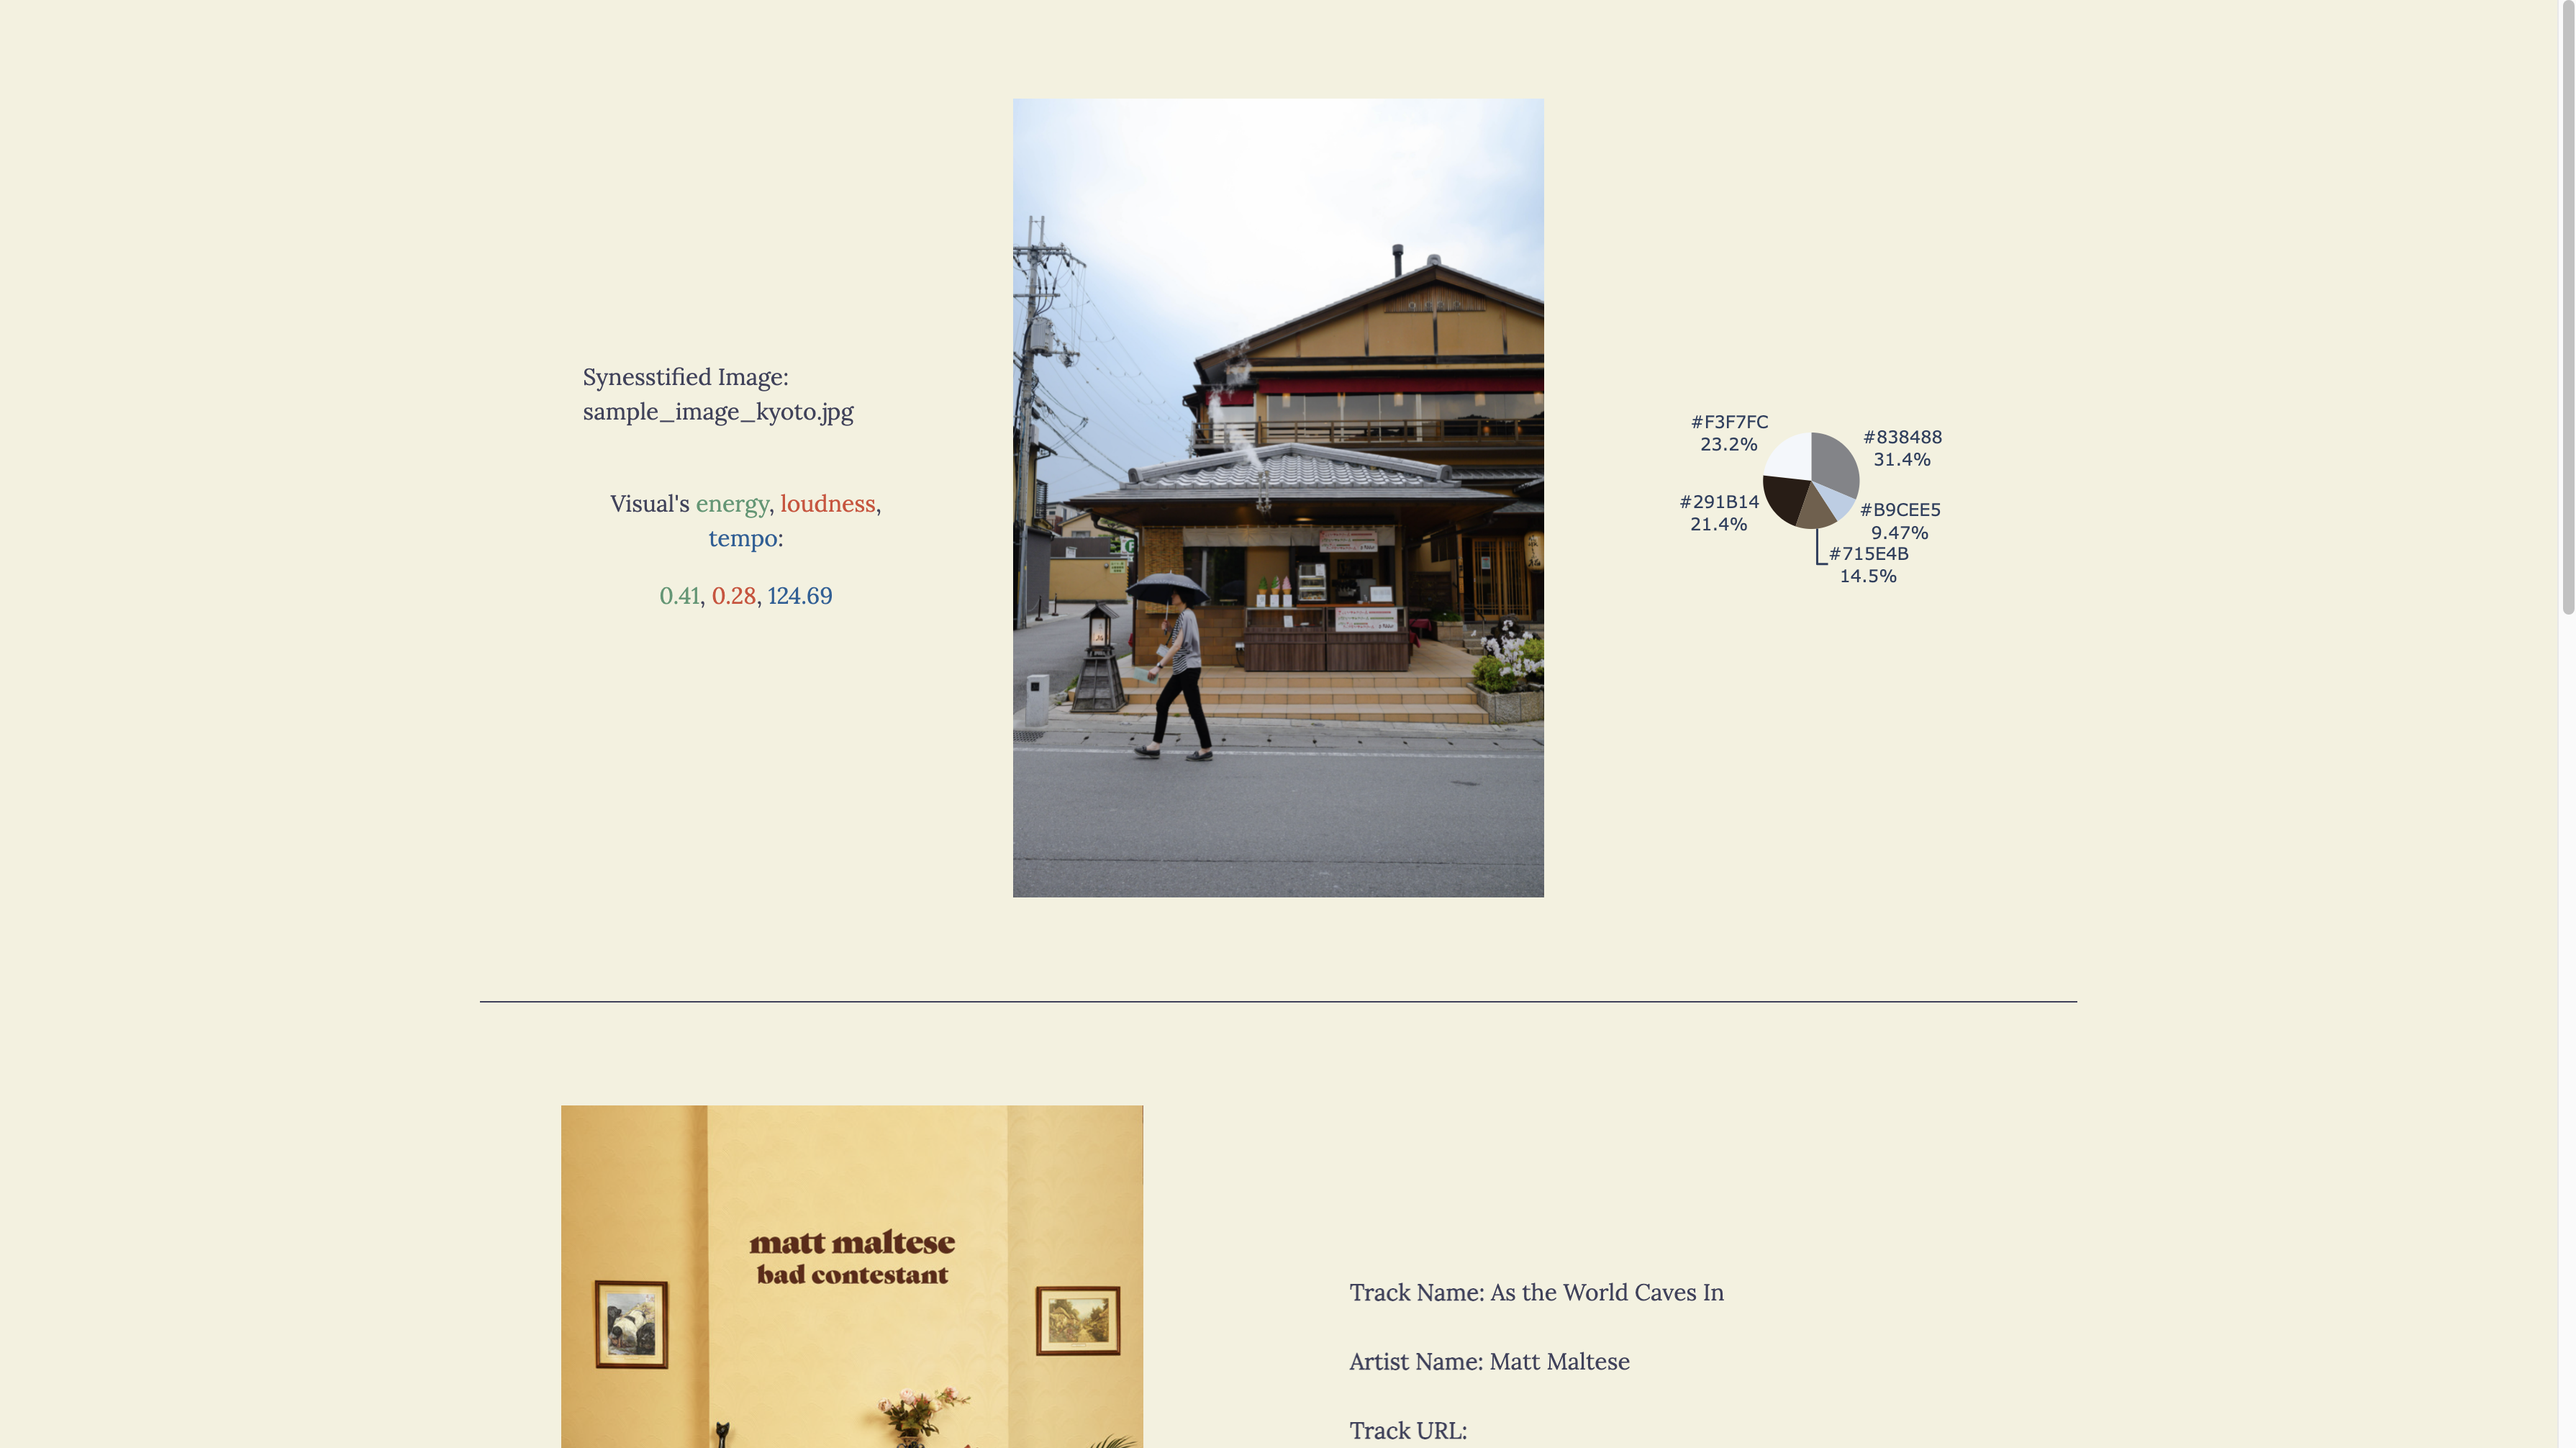 Synesstified Image:
sample_image_kyoto.jpg
Visual's energy, loudness,
tempo:
0.41, 0.28, 124.69
#F3F7FC
23.2%
#838488
31.4%
#291B14
21.4%
#B9CEE5
9.47%
#715E4B
14.5%
matt maltese
bad contestant
Track Name: As the World Caves In
Artist Name: Matt Maltese
Track URL: